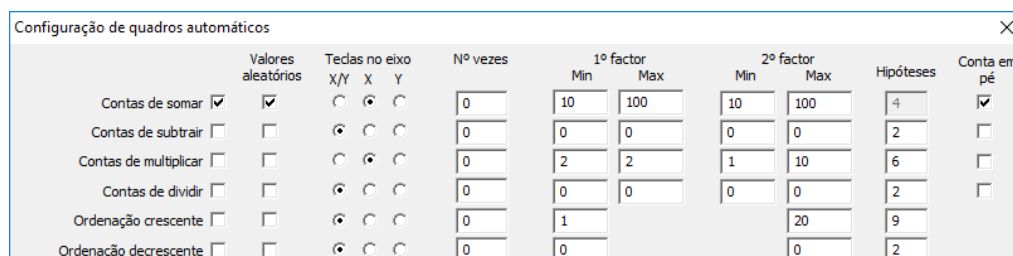 Configuração de quadros automáticos
Valores aleatórios Teclas no eixo Nº vezes 1º factor 2º factor Hipóteses Conta em pé
X/Y X Y Min Max Min Max
Contas de somar 0 10 100 10 100 4
Contas de subtrair 0 0 0 0 0 2
Contas de multiplicar 0 2 2 1 10 6
Contas de dividir 0 0 0 0 0 2
Ordenação crescente 0 1 20 9
Ordenação decrescente 0 0 0 2